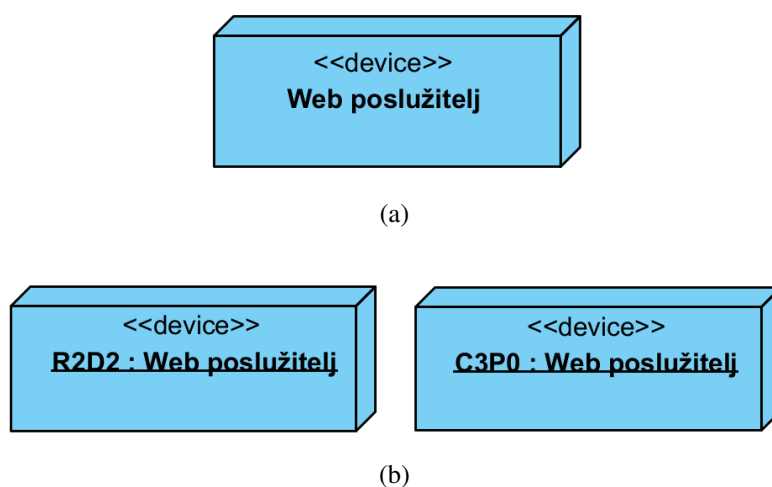 <<device>>
Web poslužitelj
(a)
<<device>>
R2D2 : Web poslužitelj
<<device>>
C3P0 : Web poslužitelj
(b)